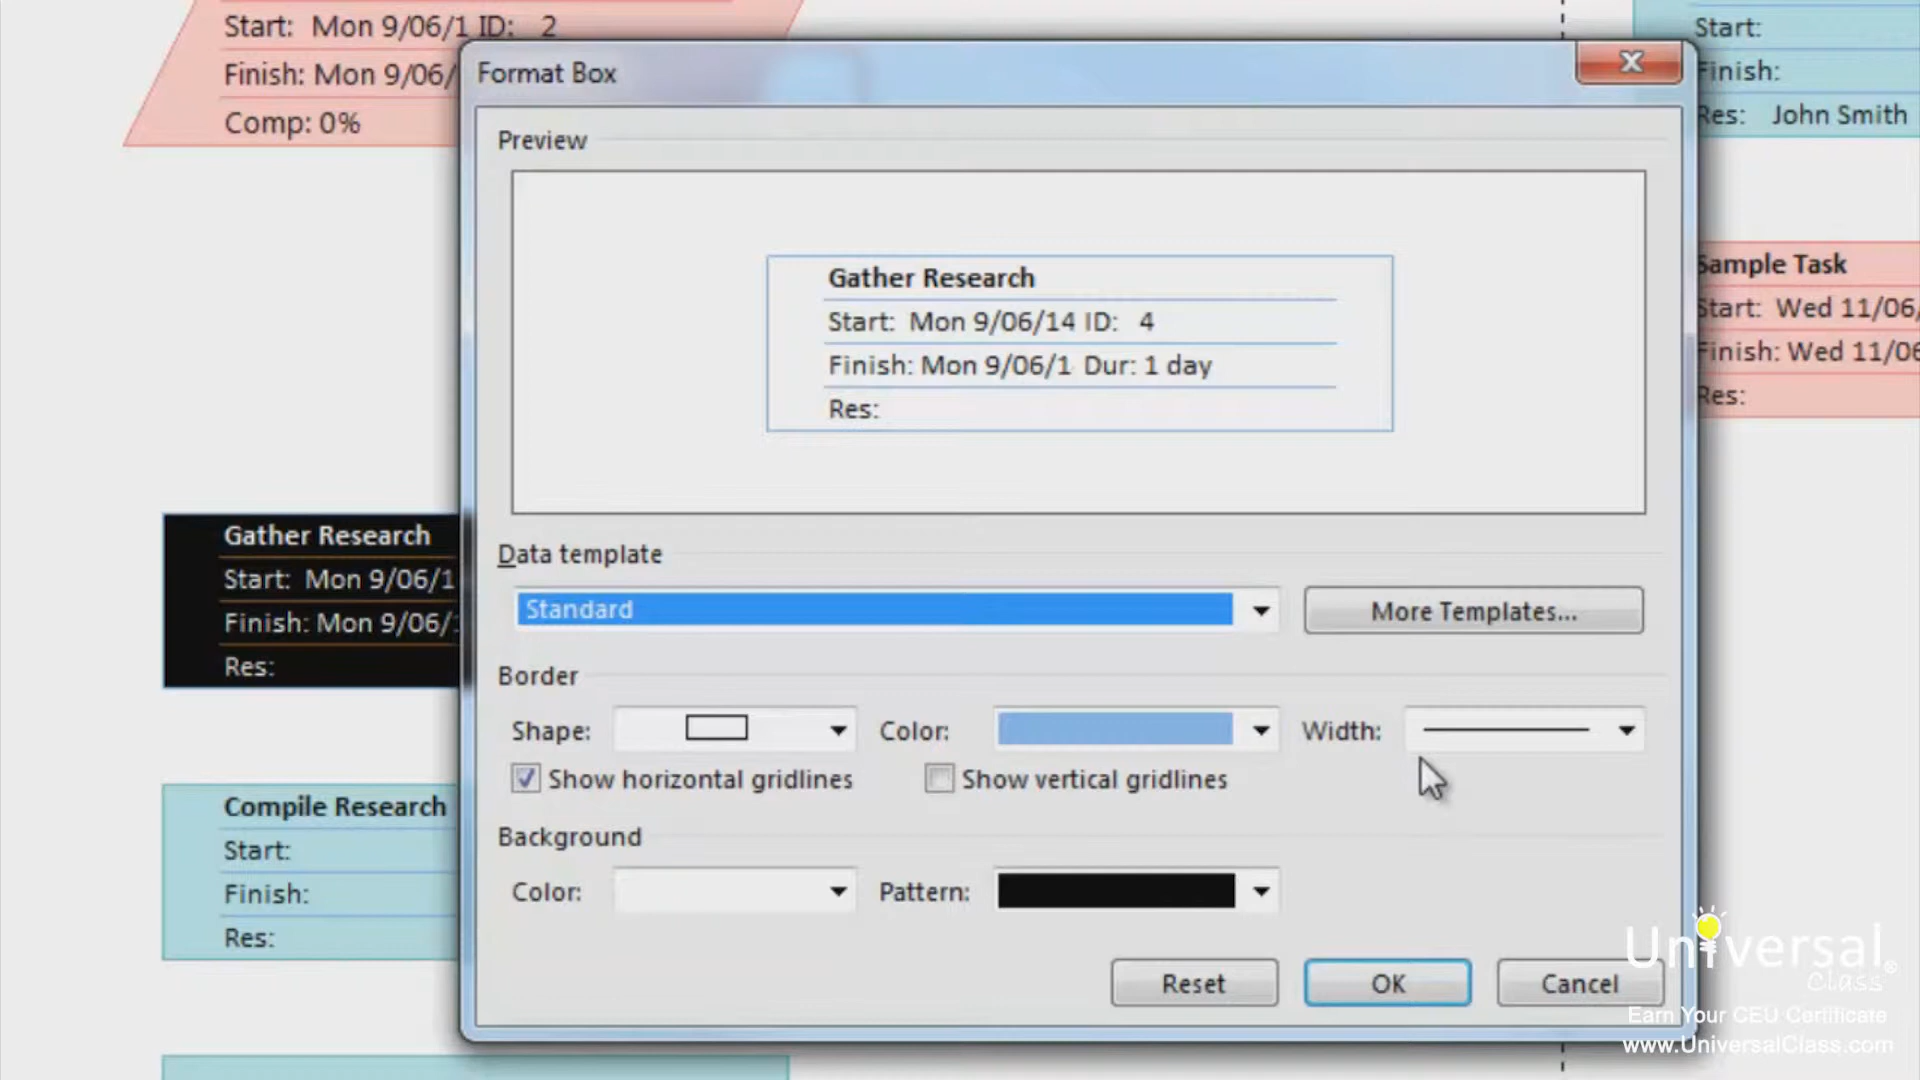 Start: Mon 9/06/1 ID: 2
Finish: Mon 9/06/
Comp: 0%
Start:
Finish:
Res: John Smith
Format Box
Preview
Gather Research
Start: Mon 9/06/14 ID: 4
Finish: Mon 9/06/1 Dur: 1 day
Res:
Sample Task
Start: Wed 11/06/
Finish: Wed 11/06
Res:
Gather Research
Start: Mon 9/06/1
Finish: Mon 9/06/
Res:
Data template
Standard
More Templates...
Border
Shape:
Color:
Width:
Show horizontal gridlines
Show vertical gridlines
Background
Color:
Pattern:
Compile Research
Start:
Finish:
Res:
Reset
OK
Cancel
Universal
Class®
Earn Your CEU Certificate
www.UniversalClass.com